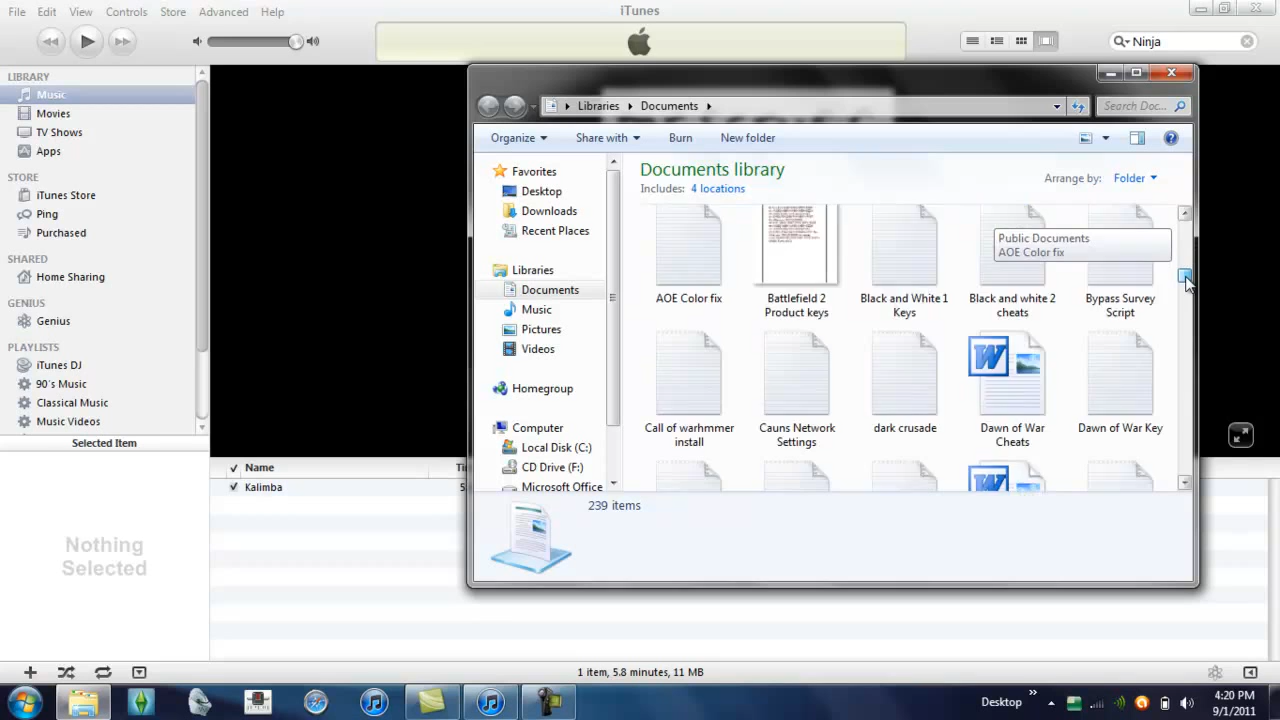 File Edit View Controls Store Advanced Help
iTunes
Ninja
LIBRARY
Music
Movies
TV Shows
Apps
STORE
iTunes Store
Ping
Purchased
SHARED
Home Sharing
GENIUS
Genius
PLAYLISTS
iTunes DJ
90's Music
Classical Music
Music Videos
Selected Item
Nothing
Selected
Name
Kalimba
1 item, 5.8 minutes, 11 MB
Libraries Documents
Search Doc...
Organize Share with Burn New folder
Favorites
Desktop
Downloads
Recent Places
Libraries
Documents
Music
Pictures
Videos
Homegroup
Computer
Local Disk (C:)
CD Drive (F:)
Microsoft Office
Documents library
Includes: 4 locations
Arrange by: Folder
Public Documents
AOE Color fix
AOE Color fix
Battlefield 2
Product keys
Black and White 1
Keys
Black and white 2
cheats
Bypass Survey
Script
Call of warhmmer
install
Cauns Network
Settings
dark crusade
Dawn of War
Cheats
Dawn of War Key
239 items
Desktop
4:20 PM
9/1/2011